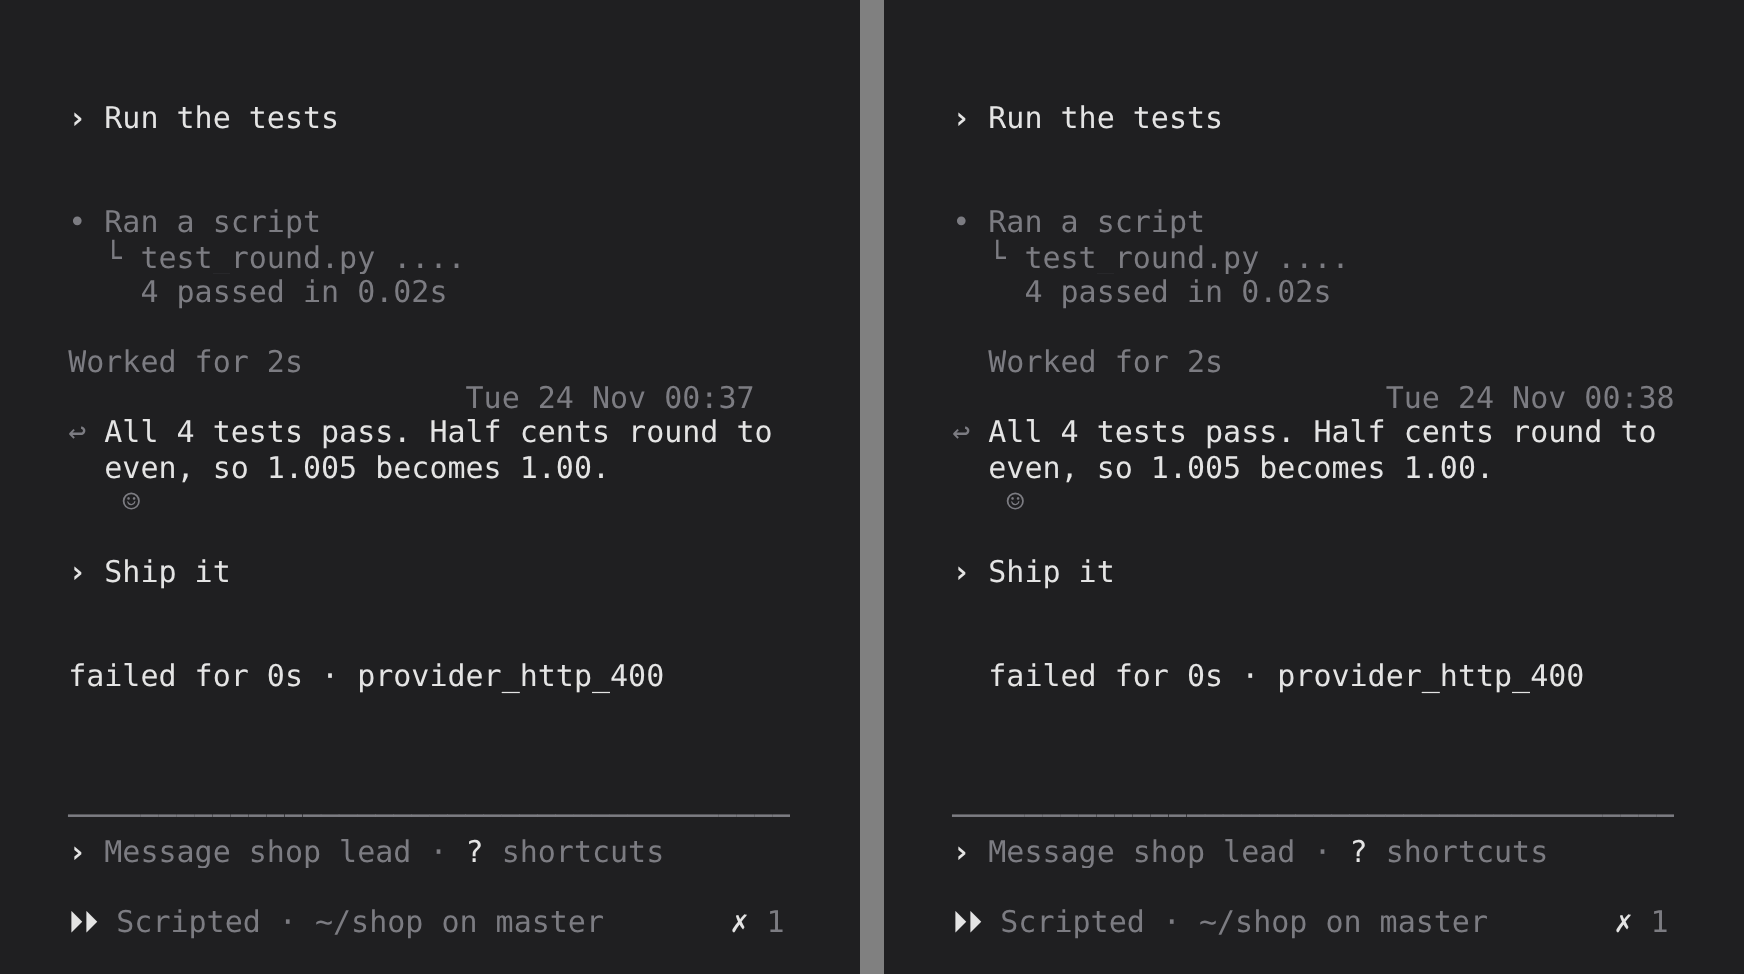 › Run the tests
• Ran a script
└ test_round.py ....
4 passed in 0.02s
Worked for 2s
Tue 24 Nov 00:37
↩ All 4 tests pass. Half cents round to
even, so 1.005 becomes 1.00.
☺
› Ship it
failed for 0s · provider_http_400
› Message shop lead · ? shortcuts
⏵⏵ Scripted · ~/shop on master ✗ 1
› Run the tests
• Ran a script
└ test_round.py ....
4 passed in 0.02s
Worked for 2s
Tue 24 Nov 00:38
↩ All 4 tests pass. Half cents round to
even, so 1.005 becomes 1.00.
☺
› Ship it
failed for 0s · provider_http_400
› Message shop lead · ? shortcuts
⏵⏵ Scripted · ~/shop on master ✗ 1